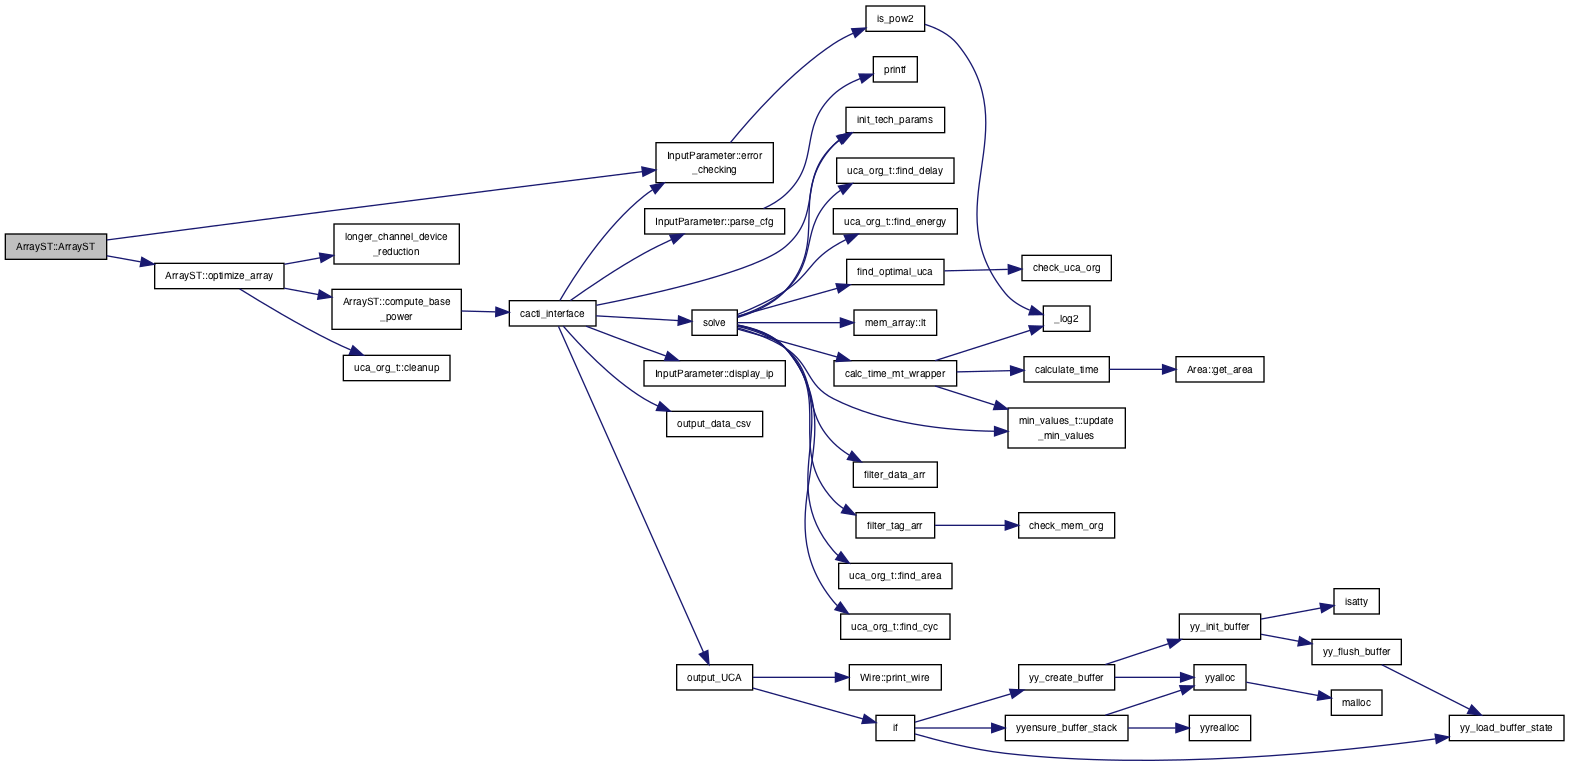 is_pow2
printf
init_tech_params
InputParameter::error
_checking
uca_org_t::find_delay
InputParameter::parse_cfg
uca_org_t::find_energy
ArrayST::ArrayST
longer_channel_device
_reduction
ArrayST::optimize_array
find_optimal_uca
check_uca_org
ArrayST::compute_base
_power
cacti_interface
solve
mem_array::lt
_log2
uca_org_t::cleanup
InputParameter::display_ip
calc_time_mt_wrapper
calculate_time
Area::get_area
output_data_csv
min_values_t::update
_min_values
filter_data_arr
filter_tag_arr
check_mem_org
uca_org_t::find_area
uca_org_t::find_cyc
isatty
yy_init_buffer
yy_flush_buffer
output_UCA
Wire::print_wire
yy_create_buffer
yyalloc
malloc
if
yyensure_buffer_stack
yyrealloc
yy_load_buffer_state